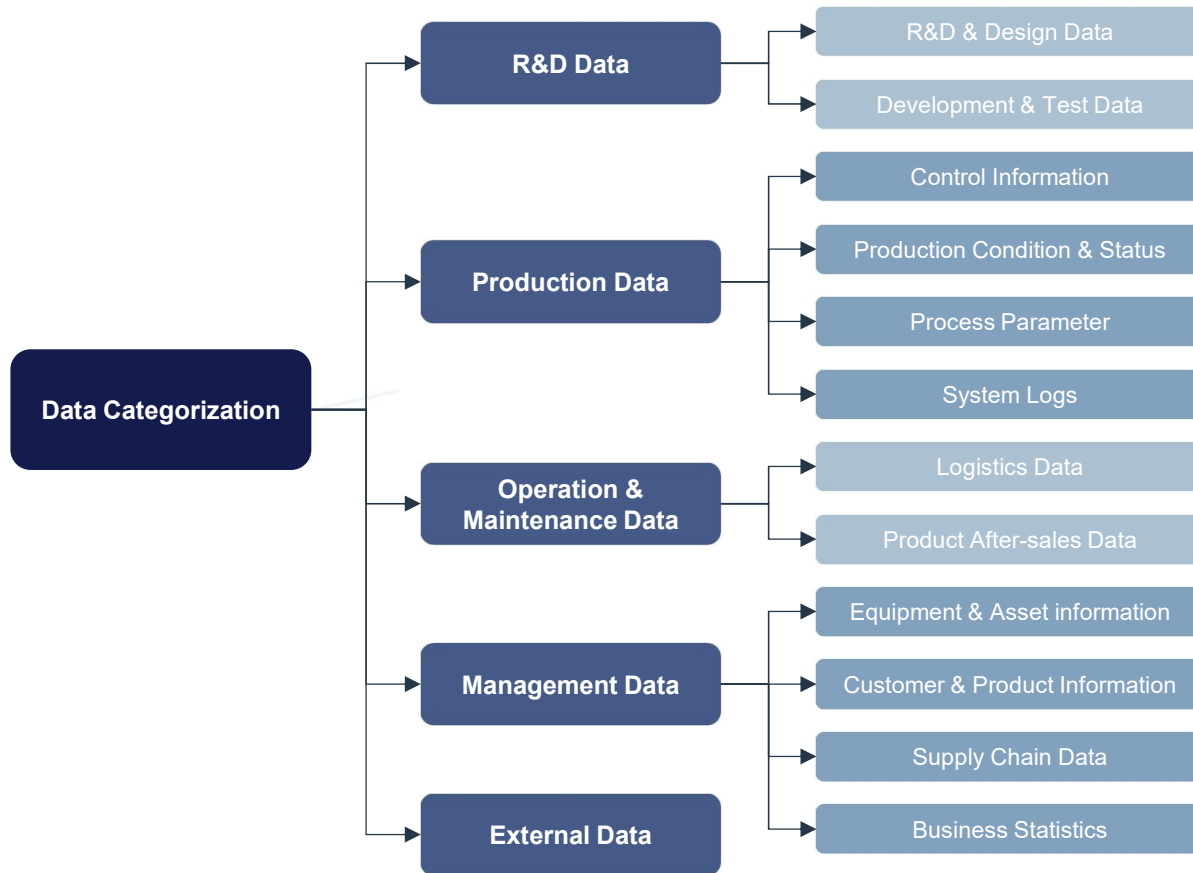 Data Categorization
R&D Data
R&D & Design Data
Development & Test Data
Production Data
Control Information
Production Condition & Status
Process Parameter
System Logs
Operation &
Maintenance Data
Logistics Data
Product After-sales Data
Management Data
Equipment & Asset information
Customer & Product Information
Supply Chain Data
Business Statistics
External Data